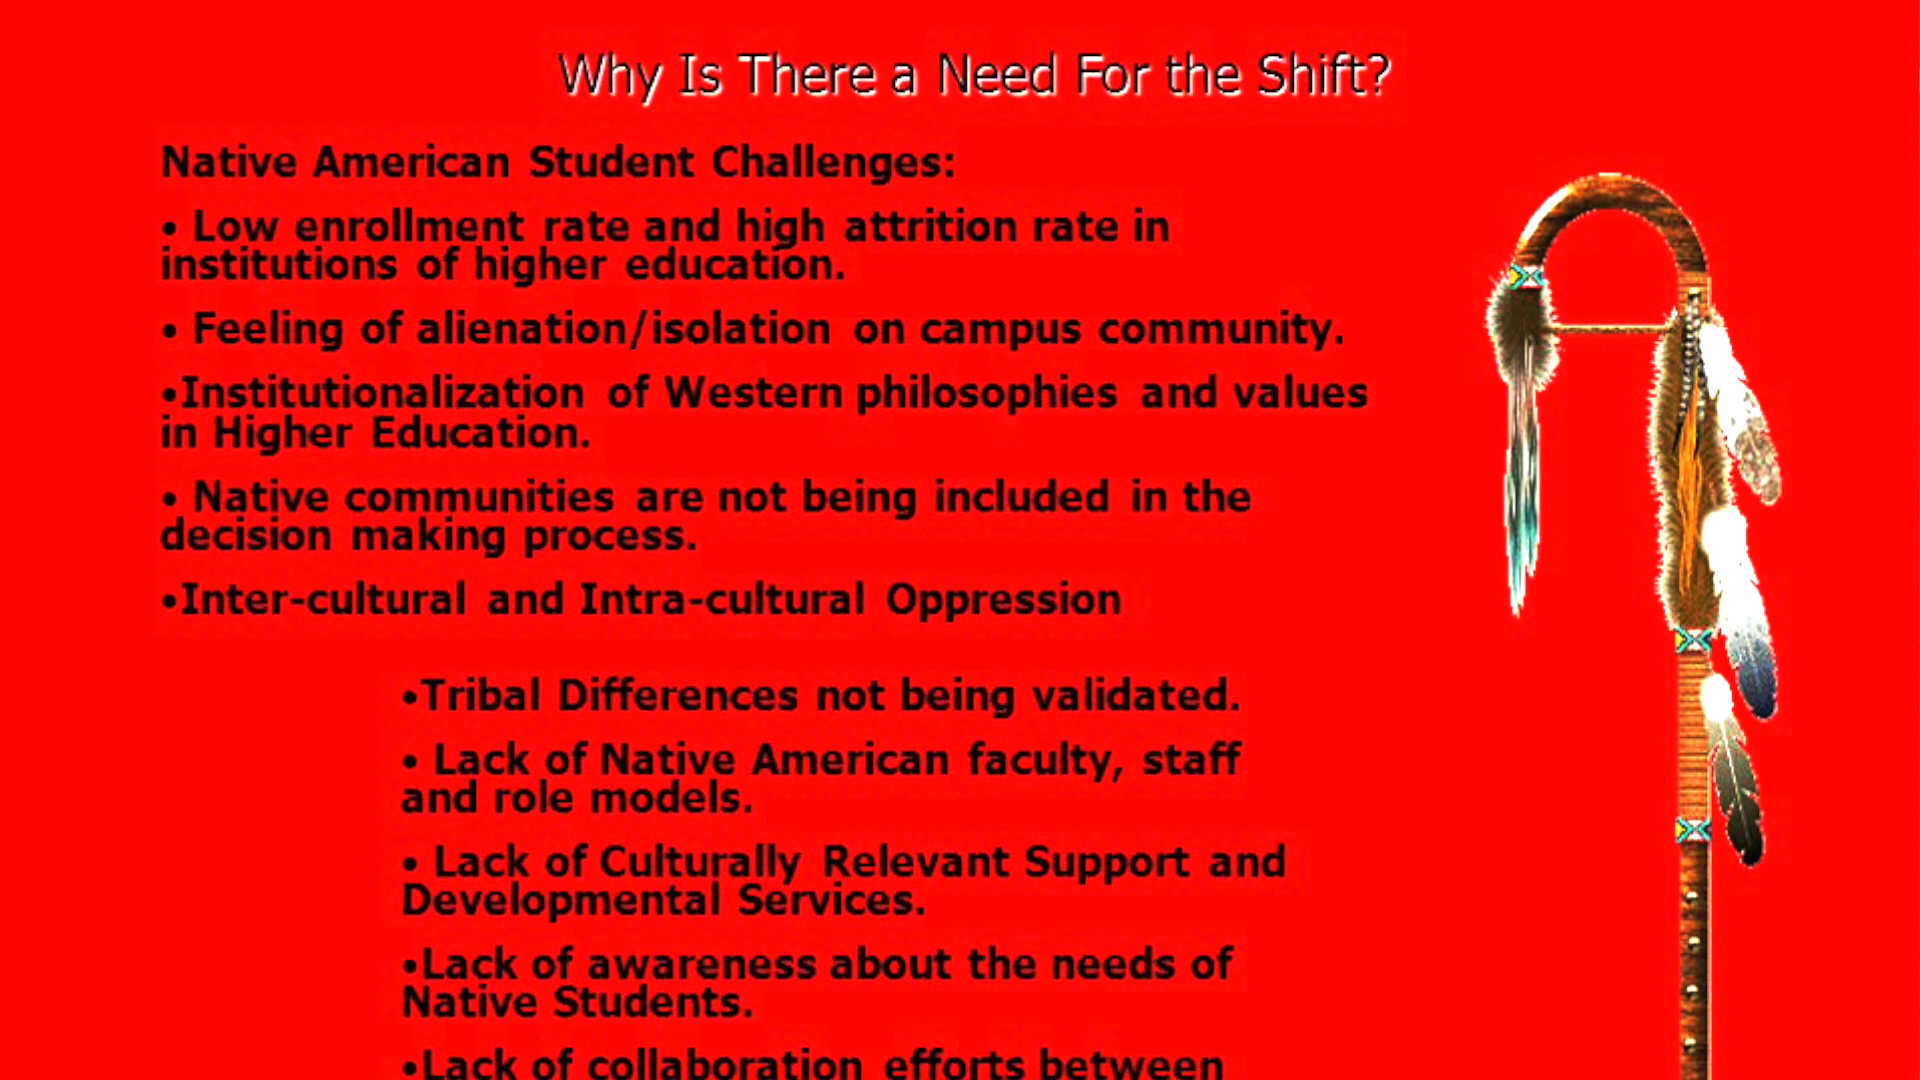 Why Is There a Need For the Shift?
Native American Student Challenges:
• Low enrollment rate and high attrition rate in
institutions of higher education.
• Feeling of alienation/isolation on campus community.
•Institutionalization of Western philosophies and values
in Higher Education.
• Native communities are not being included in the
decision making process.
•Inter-cultural and Intra-cultural Oppression
•Tribal Differences not being validated.
• Lack of Native American faculty, staff
and role models.
• Lack of Culturally Relevant Support and
Developmental Services.
•Lack of awareness about the needs of
Native Students.
•Lack of collaboration efforts between